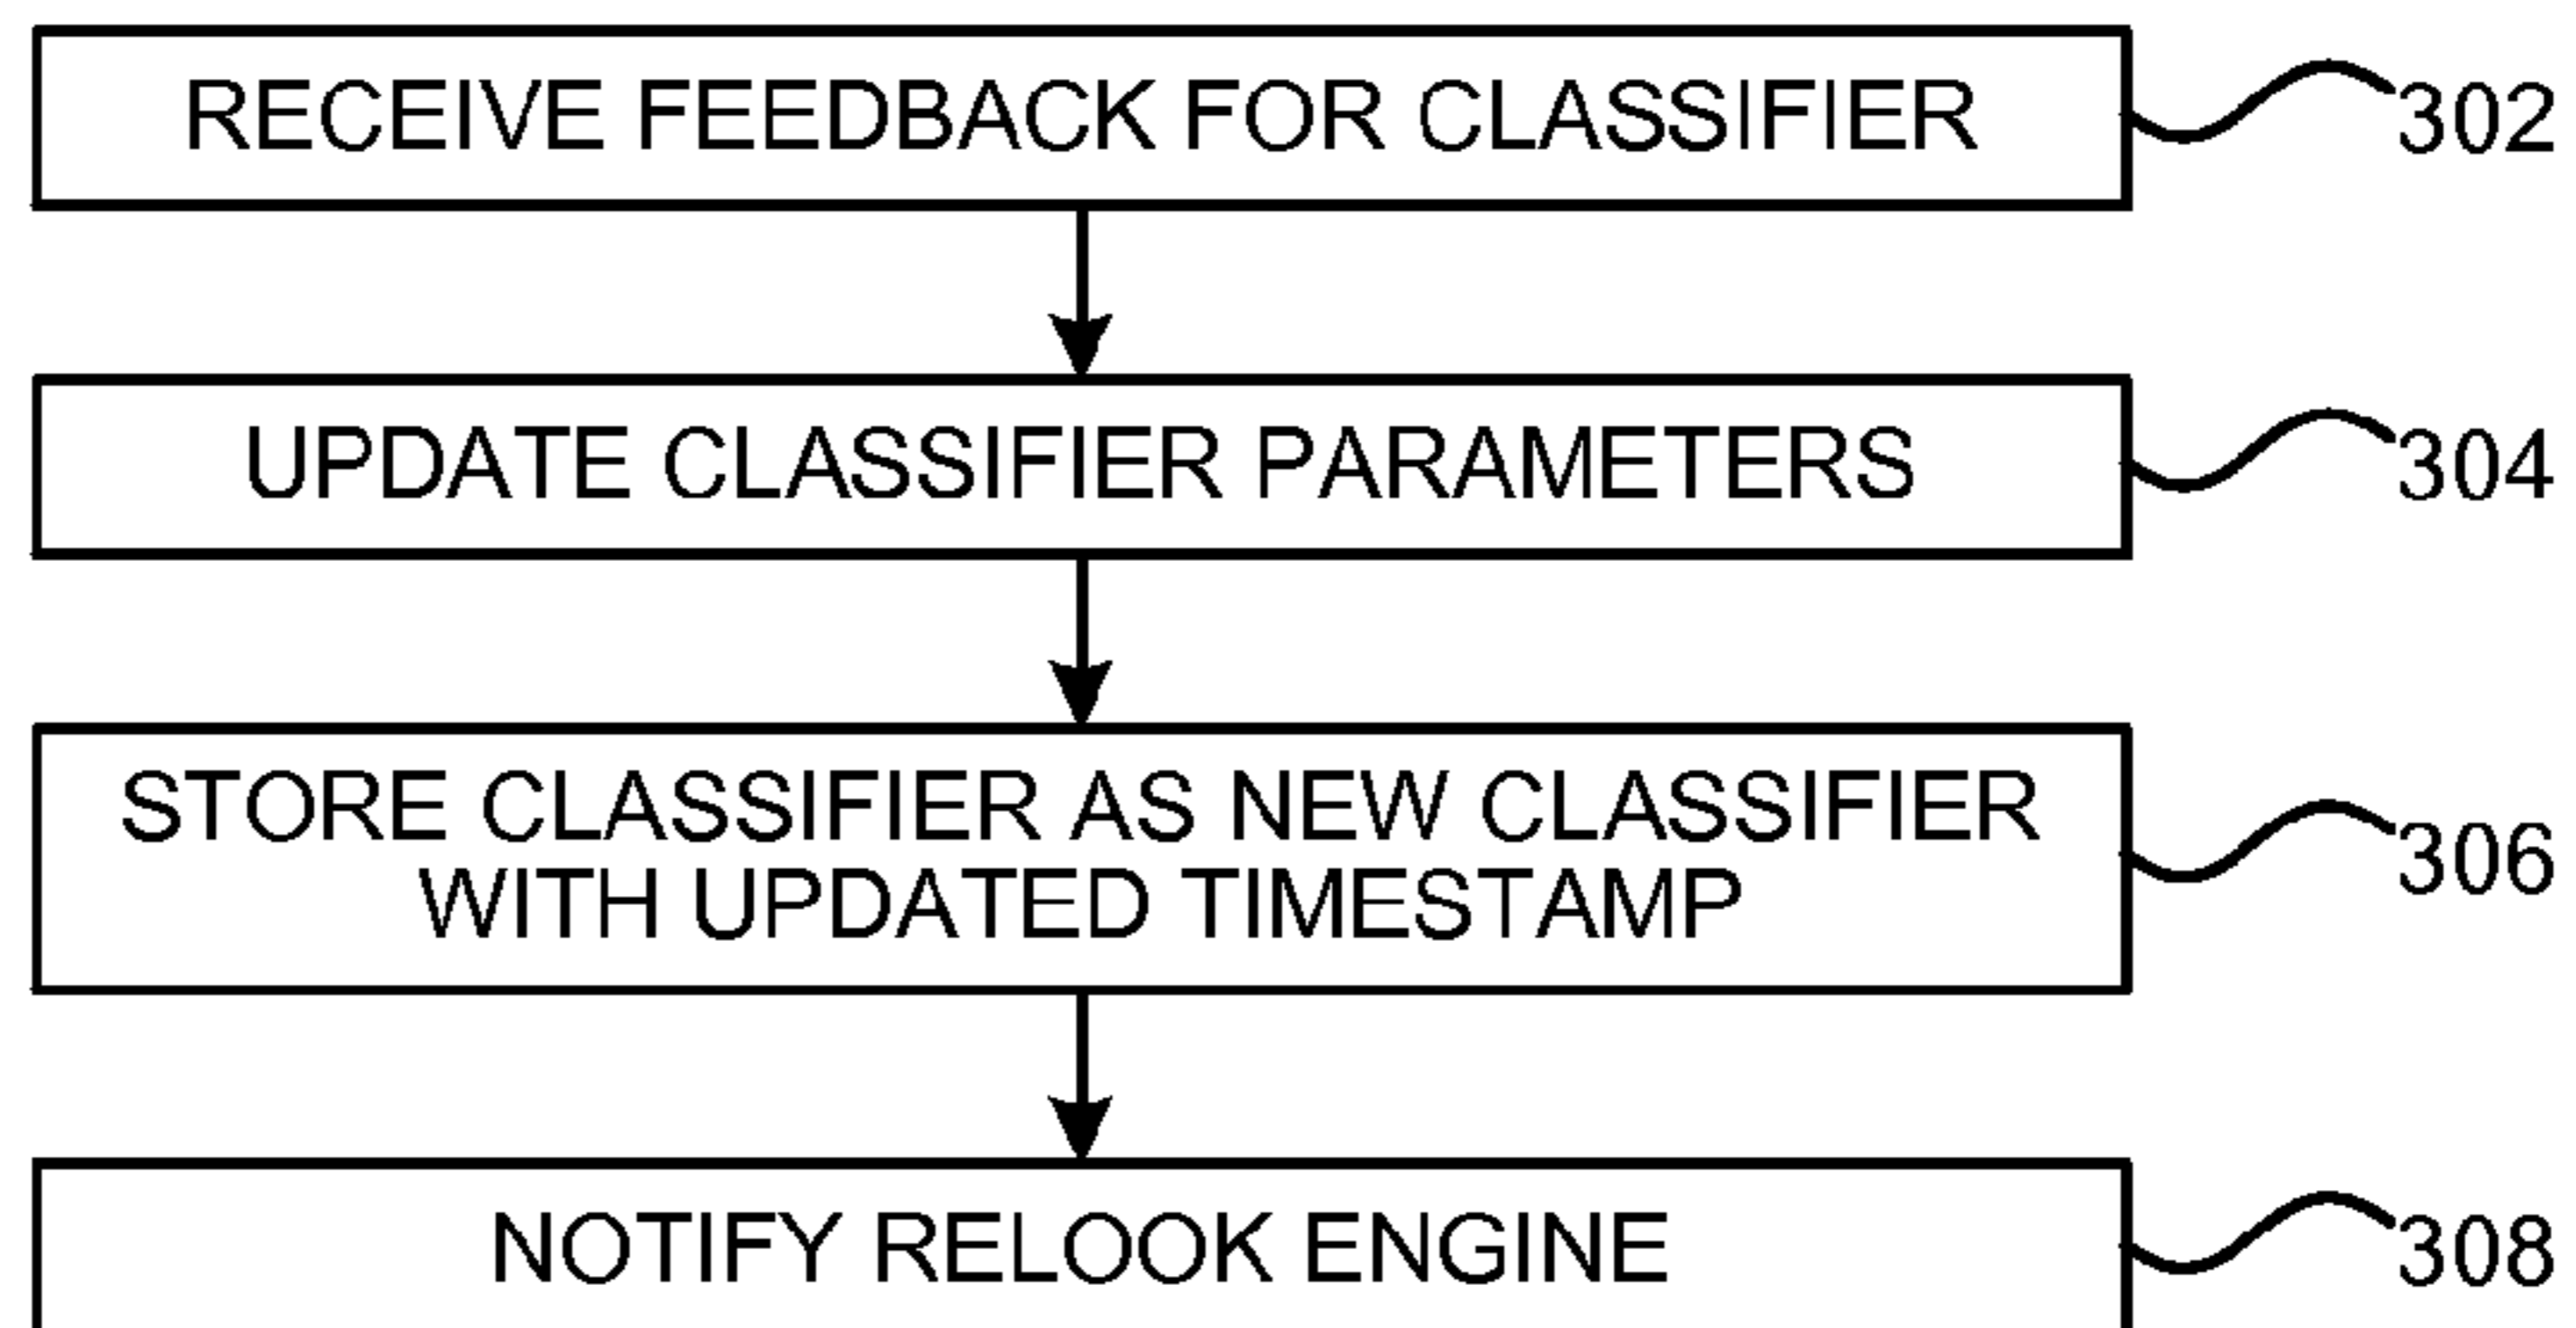 RECEIVE FEEDBACK FOR CLASSIFIER
302
UPDATE CLASSIFIER PARAMETERS
304
STORE CLASSIFIER AS NEW CLASSIFIER
WITH UPDATED TIMESTAMP
306
NOTIFY RELOOK ENGINE
308